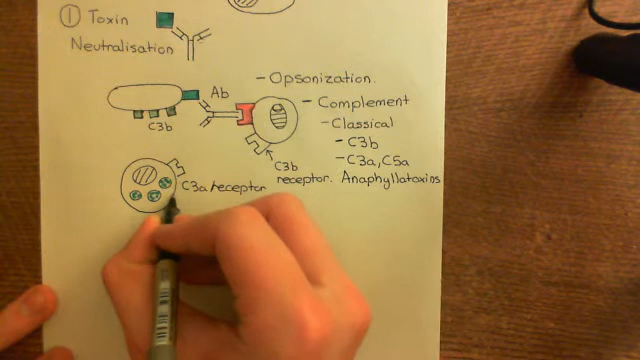 ① Toxin
Neutralisation
Ab
C3b
- Opsonization.
- Complement
- Classical
- C3b
- C3a, C5a
Anaphyllatoxins
C3b
receptor.
C3a receptor